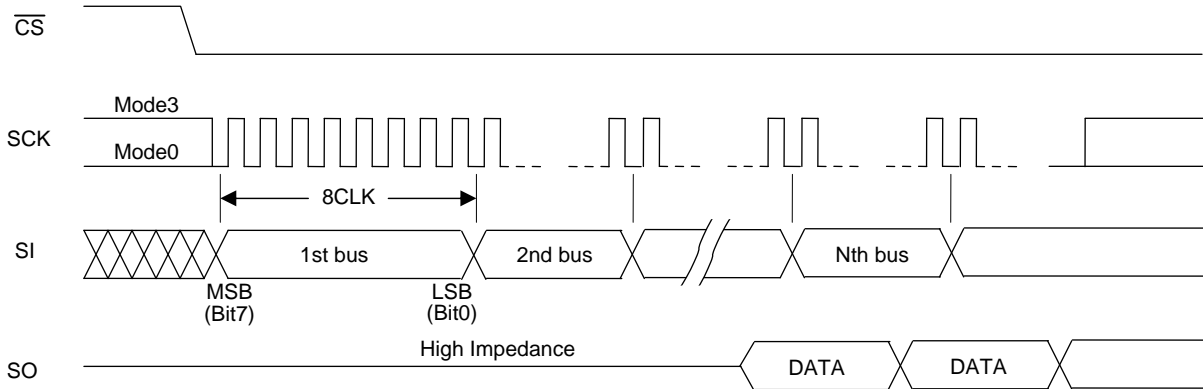 CS
Mode3
SCK
Mode0
8CLK
SI
1st bus
2nd bus
Nth bus
MSB
(Bit7)
LSB
(Bit0)
High Impedance
SO
DATA
DATA